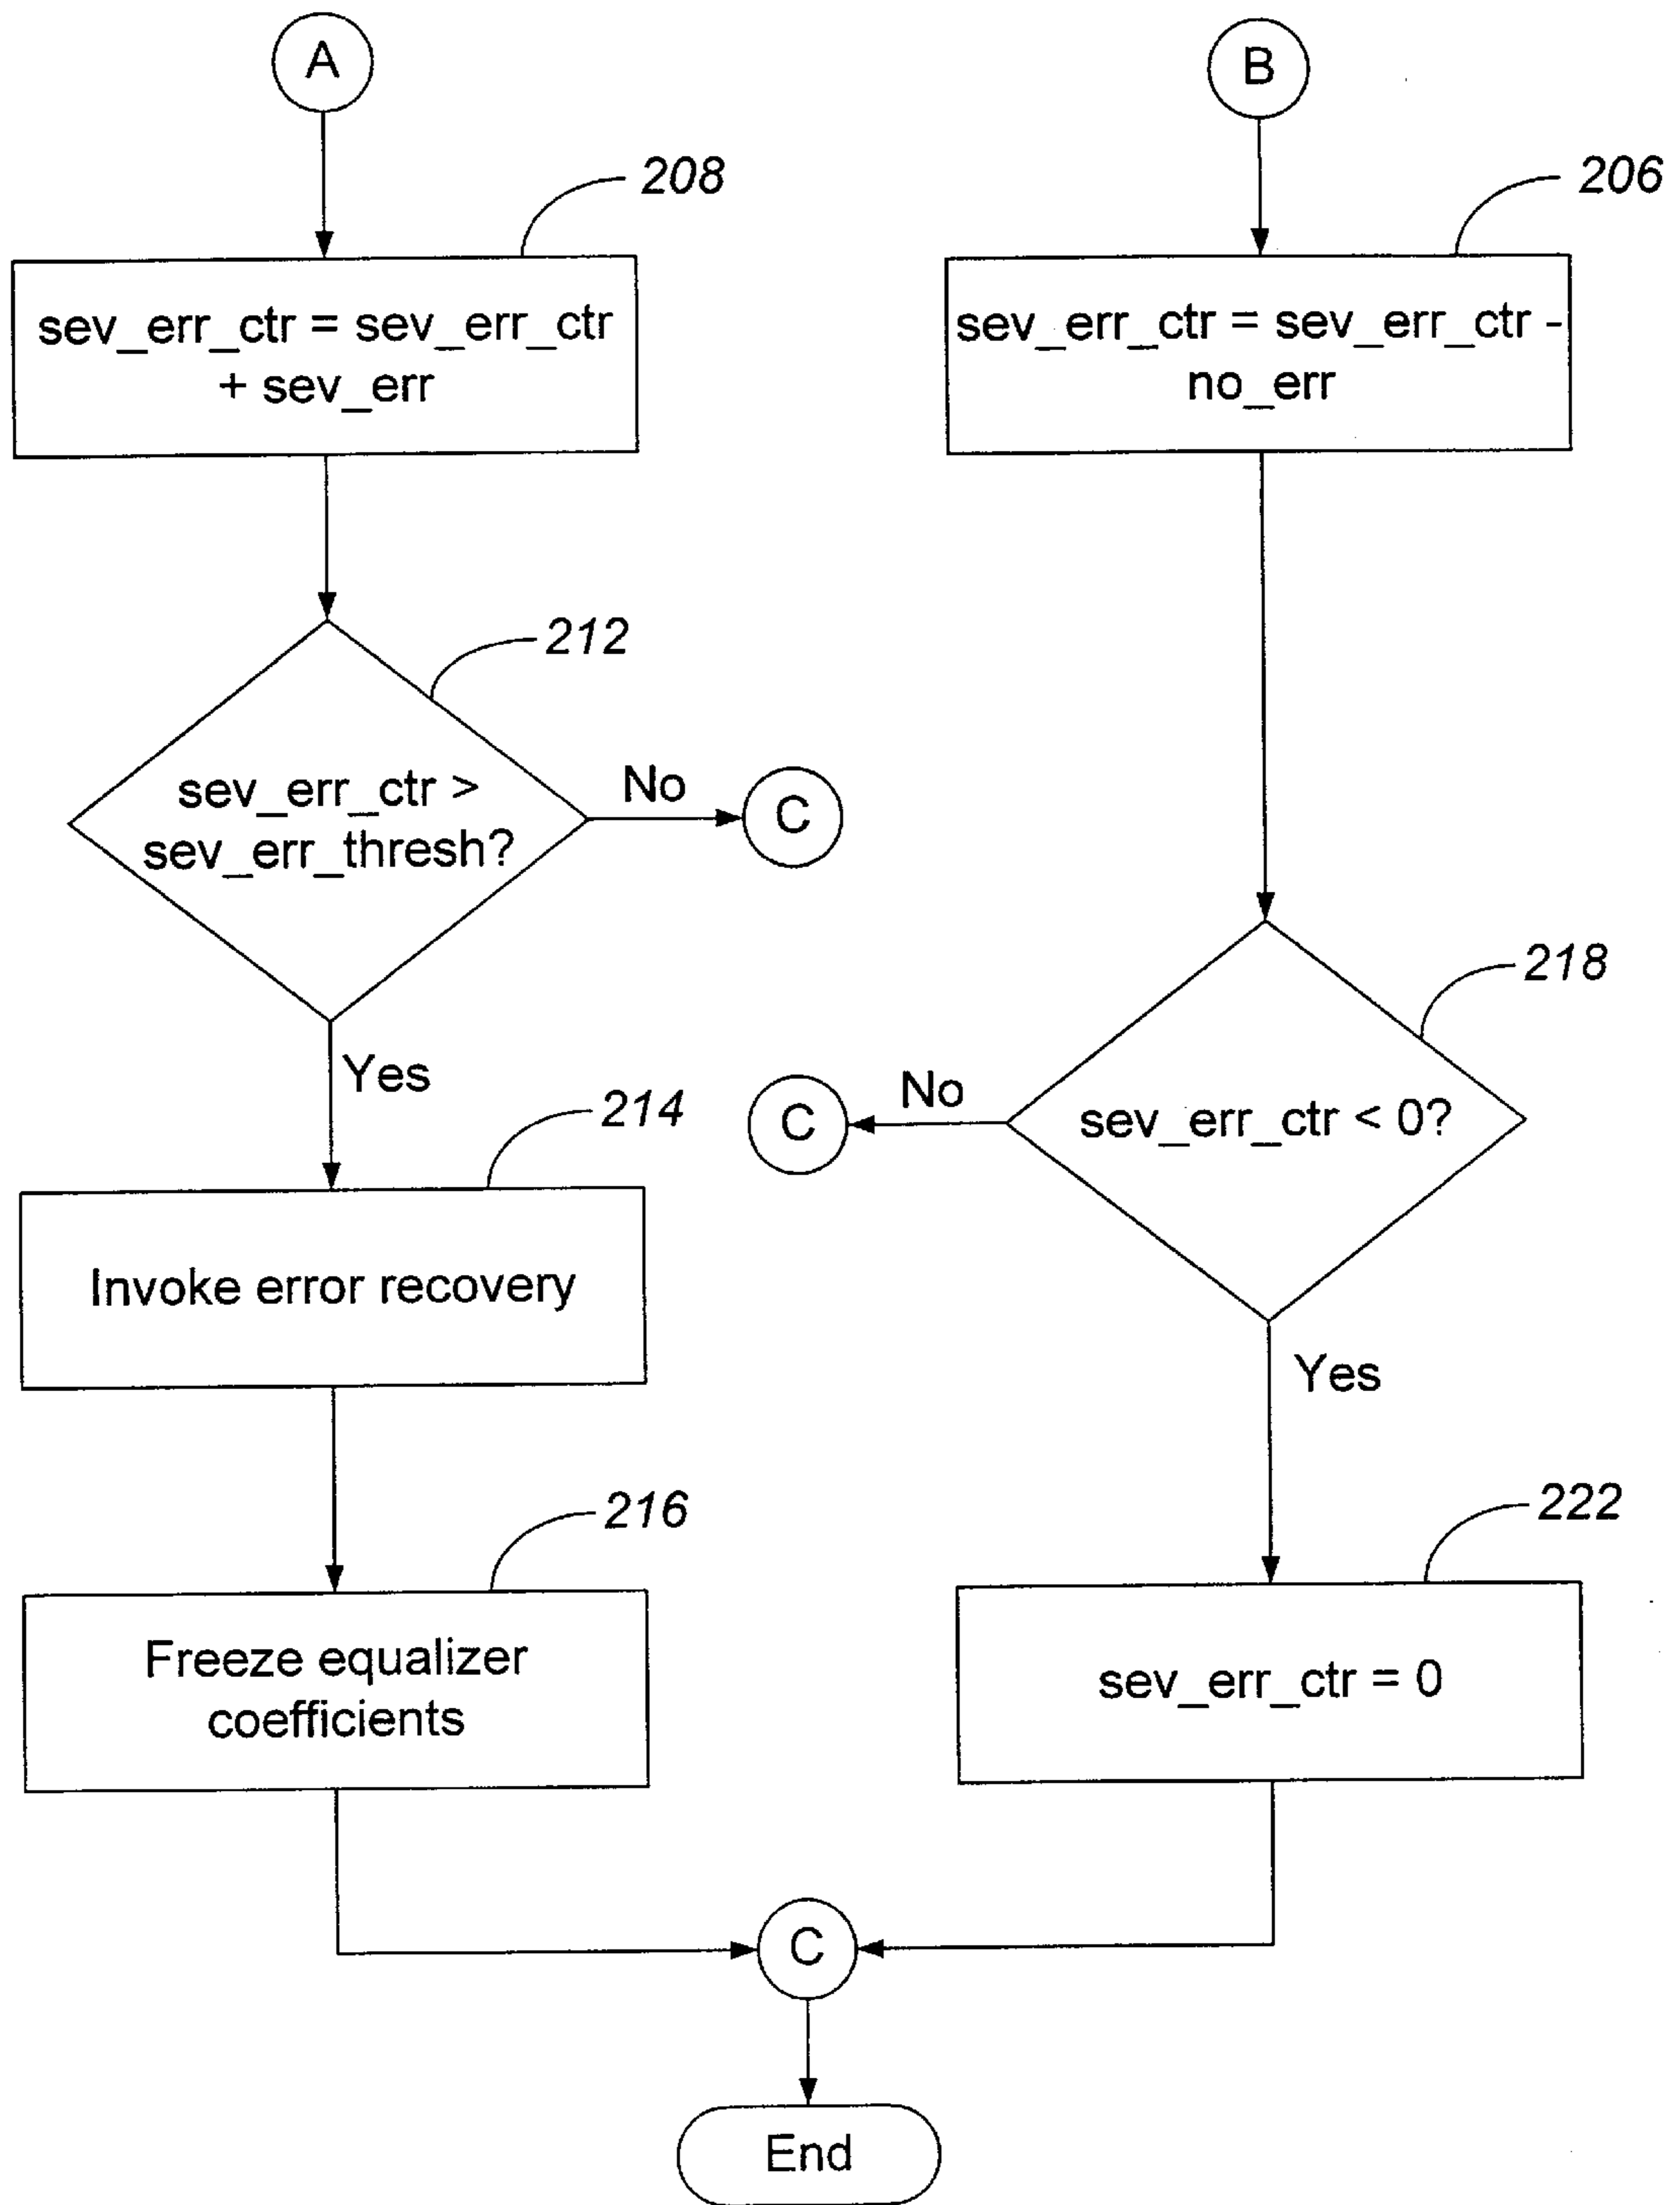 A
B
208
206
sev_err_ctr = sev_err_ctr
+ sev_err
sev_err_ctr = sev_err_ctr -
no_err
212
sev_err_ctr >
sev_err_thresh?
No
C
218
Yes
C
No
sev_err_ctr < 0?
214
Invoke error recovery
Yes
216
222
Freeze equalizer
coefficients
sev_err_ctr = 0
C
End